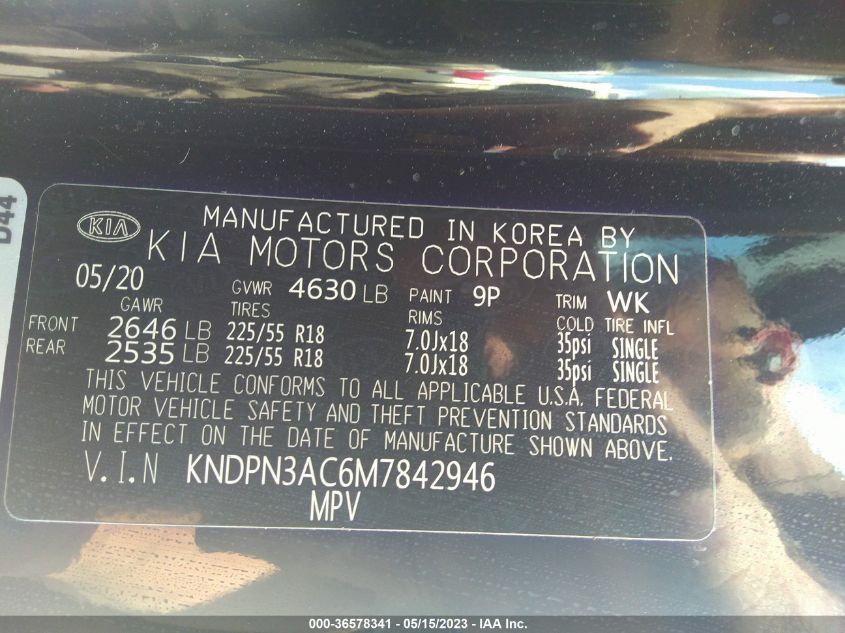 D44
KIA
MANUFACTURED IN KOREA BY
KIA MOTORS CORPORATION
05/20 GVWR 4630 LB PAINT 9P TRIM WK
GAWR TIRES RIMS COLD TIRE INFL
FRONT 2646 LB 225/55 R18 7.0Jx18 35psi SINGLE
REAR 2535 LB 225/55 R18 7.0Jx18 35psi SINGLE
THIS VEHICLE CONFORMS TO ALL APPLICABLE U.S.A. FEDERAL
MOTOR VEHICLE SAFETY AND THEFT PREVENTION STANDARDS
IN EFFECT ON THE DATE OF MANUFACTURE SHOWN ABOVE.
V.I.N KNDPN3AC6M7842946
MPV
000-36578341 - 05/15/2023 - © IAA Inc.